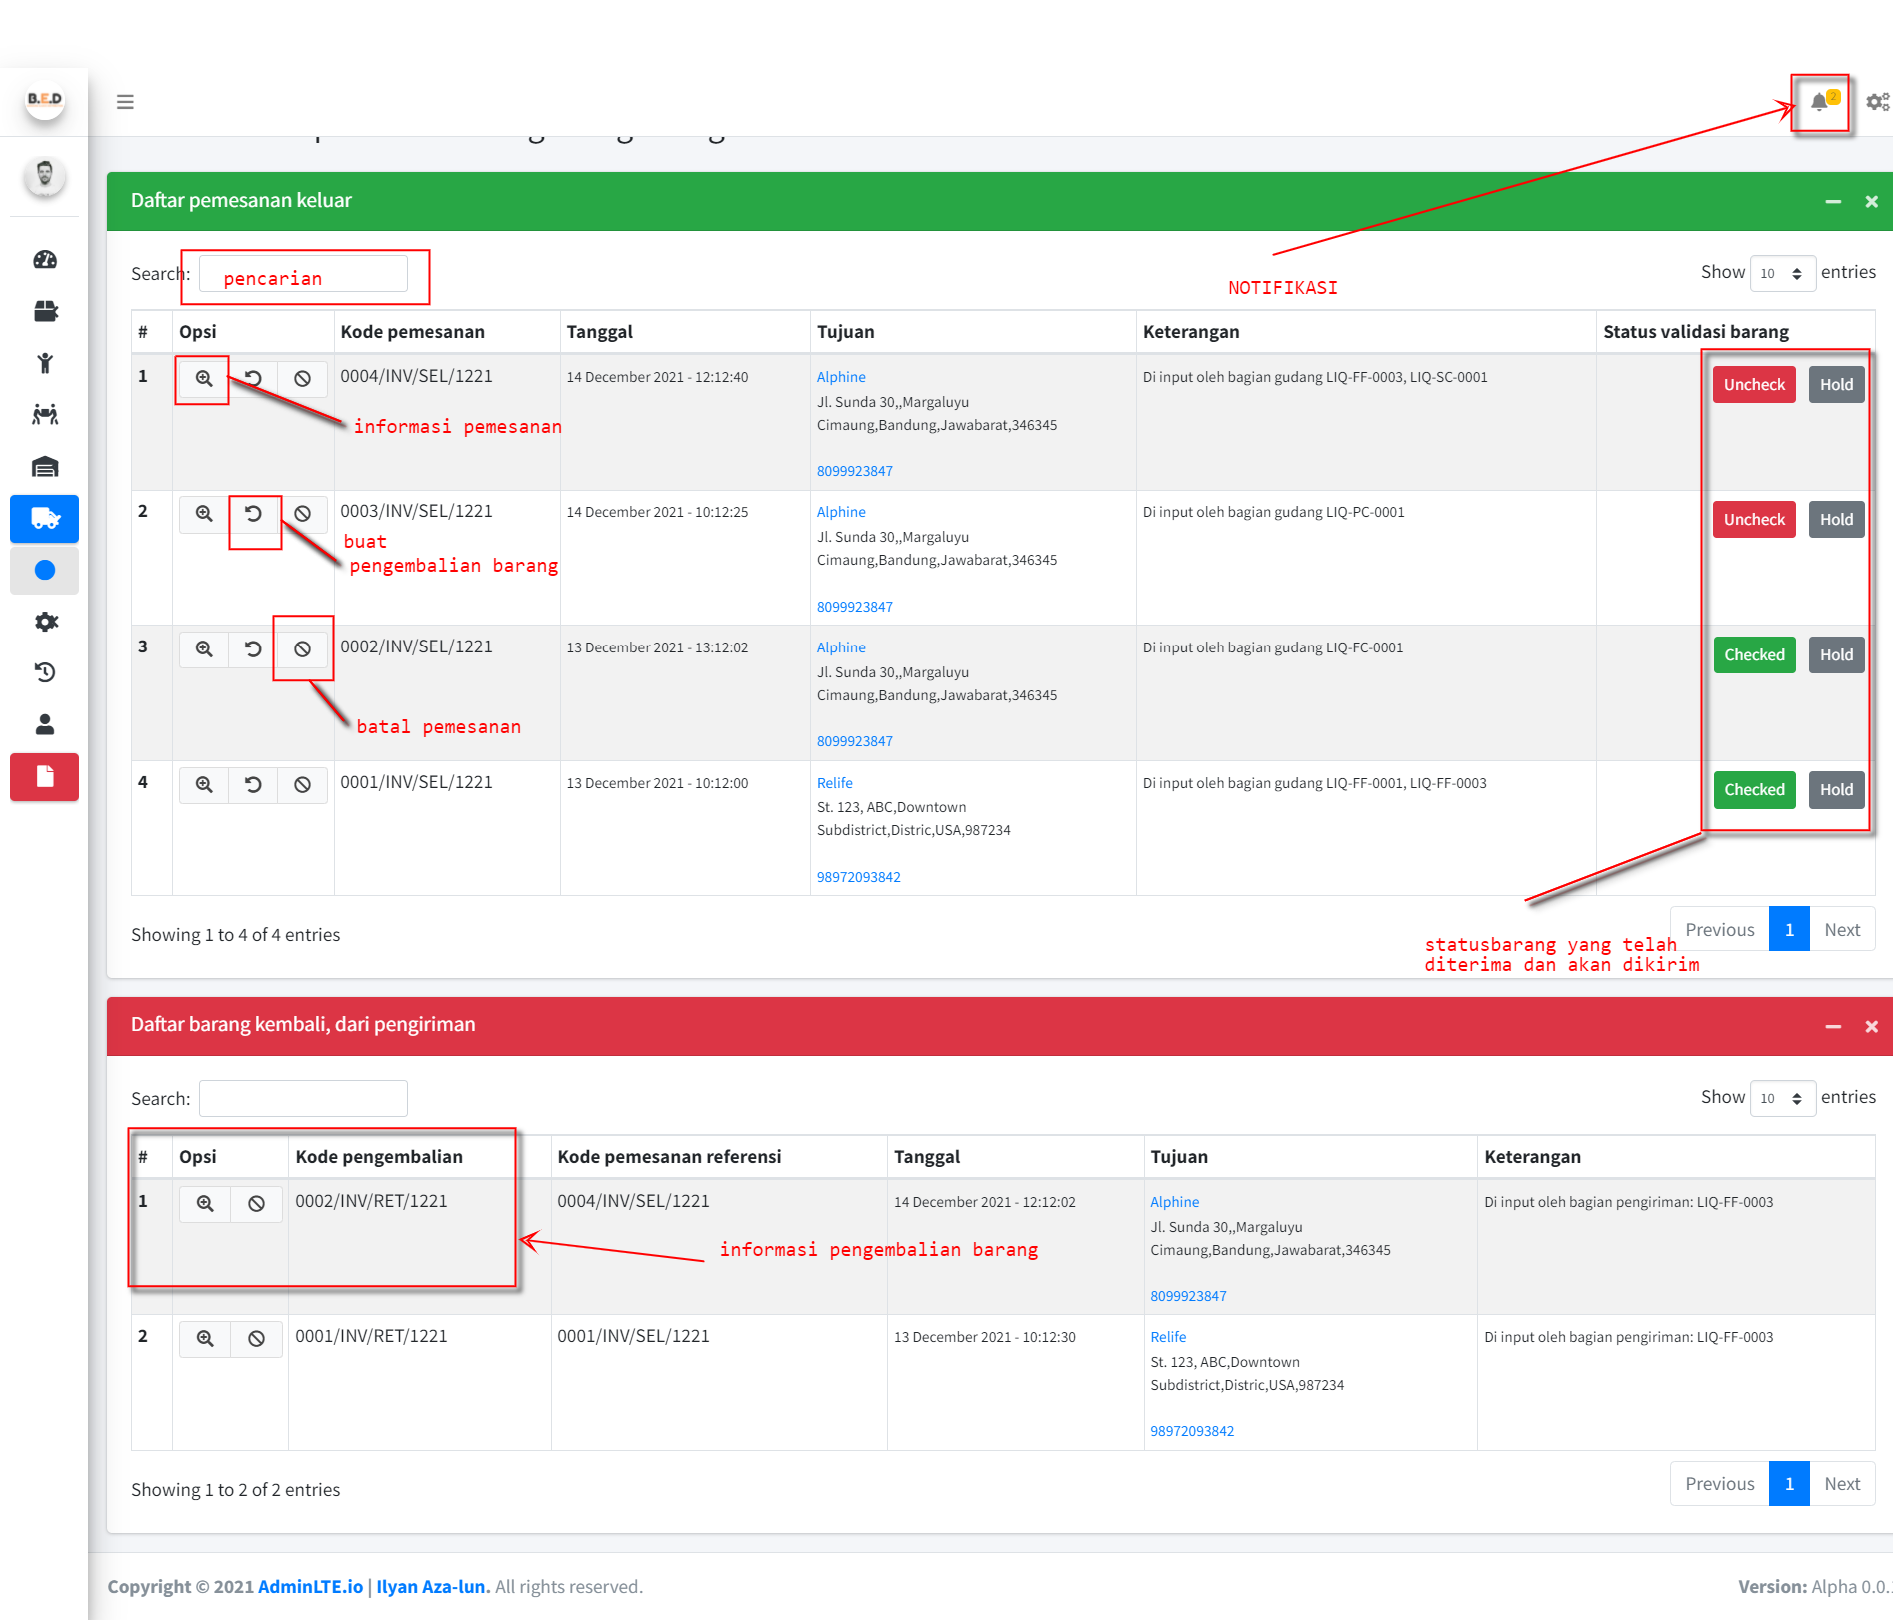 B.E.D
2
Daftar pemesanan keluar
Search: pencarian
Show 10 entries
NOTIFIKASI
# Opsi Kode pemesanan Tanggal Tujuan Keterangan Status validasi barang
1 0004/INV/SEL/1221 14 December 2021 - 12:12:40 Alphine Di input oleh bagian gudang LIQ-FF-0003, LIQ-SC-0001 Uncheck Hold
Jl. Sunda 30,,Margaluyu
informasi pemesanan Cimaung,Bandung,Jawabarat,346345
8099923847
2 0003/INV/SEL/1221 14 December 2021 - 10:12:25 Alphine Di input oleh bagian gudang LIQ-PC-0001 Uncheck Hold
buat Jl. Sunda 30,,Margaluyu
pengembalian barang Cimaung,Bandung,Jawabarat,346345
8099923847
3 0002/INV/SEL/1221 13 December 2021 - 13:12:02 Alphine Di input oleh bagian gudang LIQ-FC-0001 Checked Hold
Jl. Sunda 30,,Margaluyu
Cimaung,Bandung,Jawabarat,346345
batal pemesanan
8099923847
4 0001/INV/SEL/1221 13 December 2021 - 10:12:00 Relife Di input oleh bagian gudang LIQ-FF-0001, LIQ-FF-0003 Checked Hold
St. 123, ABC,Downtown
Subdistrict,Distric,USA,987234
98972093842
Showing 1 to 4 of 4 entries
Previous 1 Next
statusbarang yang telah
diterima dan akan dikirim
Daftar barang kembali, dari pengiriman
Search:
Show 10 entries
# Opsi Kode pengembalian Kode pemesanan referensi Tanggal Tujuan Keterangan
1 0002/INV/RET/1221 0004/INV/SEL/1221 14 December 2021 - 12:12:02 Alphine Di input oleh bagian pengiriman: LIQ-FF-0003
Jl. Sunda 30,,Margaluyu
informasi pengembalian barang Cimaung,Bandung,Jawabarat,346345
8099923847
2 0001/INV/RET/1221 0001/INV/SEL/1221 13 December 2021 - 10:12:30 Relife Di input oleh bagian pengiriman: LIQ-FF-0003
St. 123, ABC,Downtown
Subdistrict,Distric,USA,987234
98972093842
Showing 1 to 2 of 2 entries
Previous 1 Next
Copyright © 2021 AdminLTE.io | Ilyan Aza-lun. All rights reserved.
Version: Alpha 0.0.